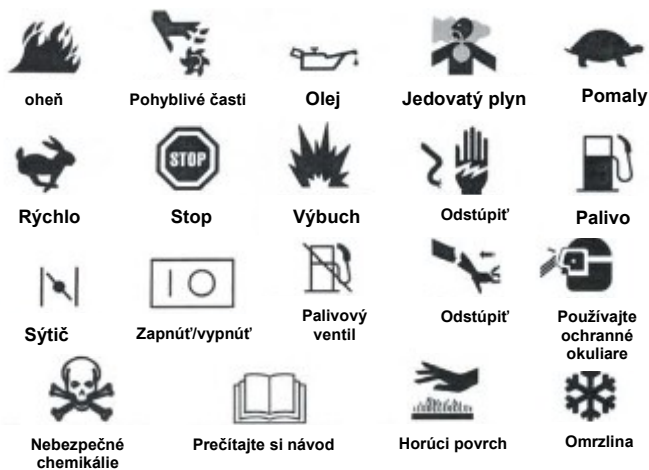 oheň Pohyblivé časti Olej Jedovatý plyn Pomaly
STOP
Rýchlo Stop Výbuch Odstúpiť Palivo
Sýtič Zapnúť/vypnúť Palivový ventil Odstúpiť Používajte ochranné okuliare
Nebezpečné chemikálie Prečítajte si návod Horúci povrch Omrzlina